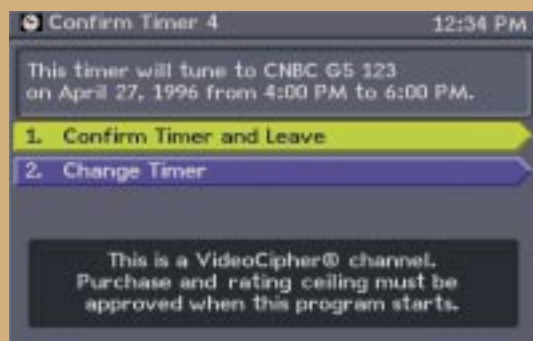 Confirm Timer 4 12:34 PM
This timer will tune to CNBC G5 123
on April 27, 1996 from 4:00 PM to 6:00 PM.
1. Confirm Timer and Leave
2. Change Timer
This is a VideoCipher® channel.
Purchase and rating ceiling must be
approved when this program starts.